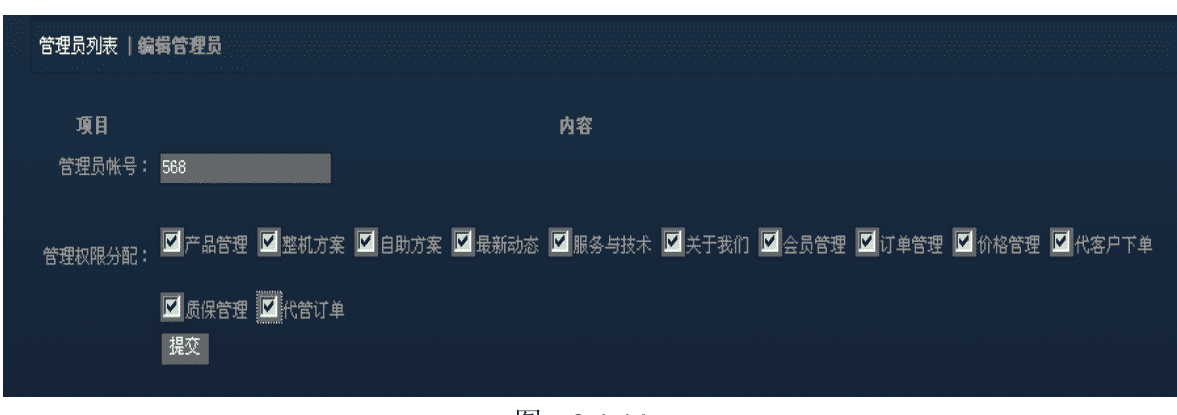 管理员列表 | 编辑管理员
项目 内容
管理员帐号： 568
管理权限分配： 产品管理 整机方案 自助方案 最新动态 服务与技术 关于我们 会员管理 订单管理 价格管理 代客户下单
质保管理 代管订单
提交